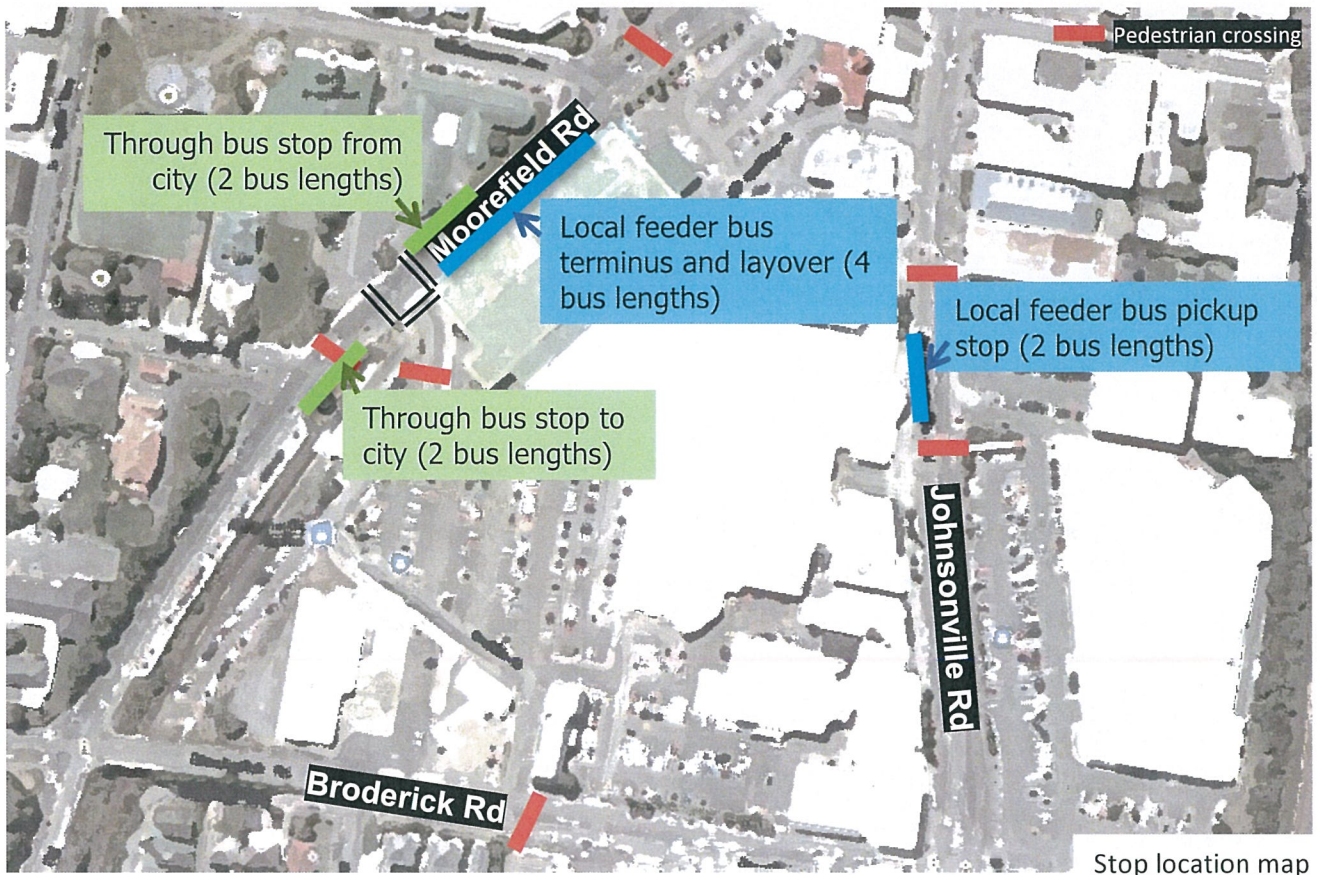 Pedestrian crossing
Moorefield Rd
Through bus stop from
city (2 bus lengths)
Local feeder bus
terminus and layover (4
bus lengths)
Local feeder bus pickup
stop (2 bus lengths)
Through bus stop to
city (2 bus lengths)
Johnsonville Rd
Broderick Rd
Stop location map